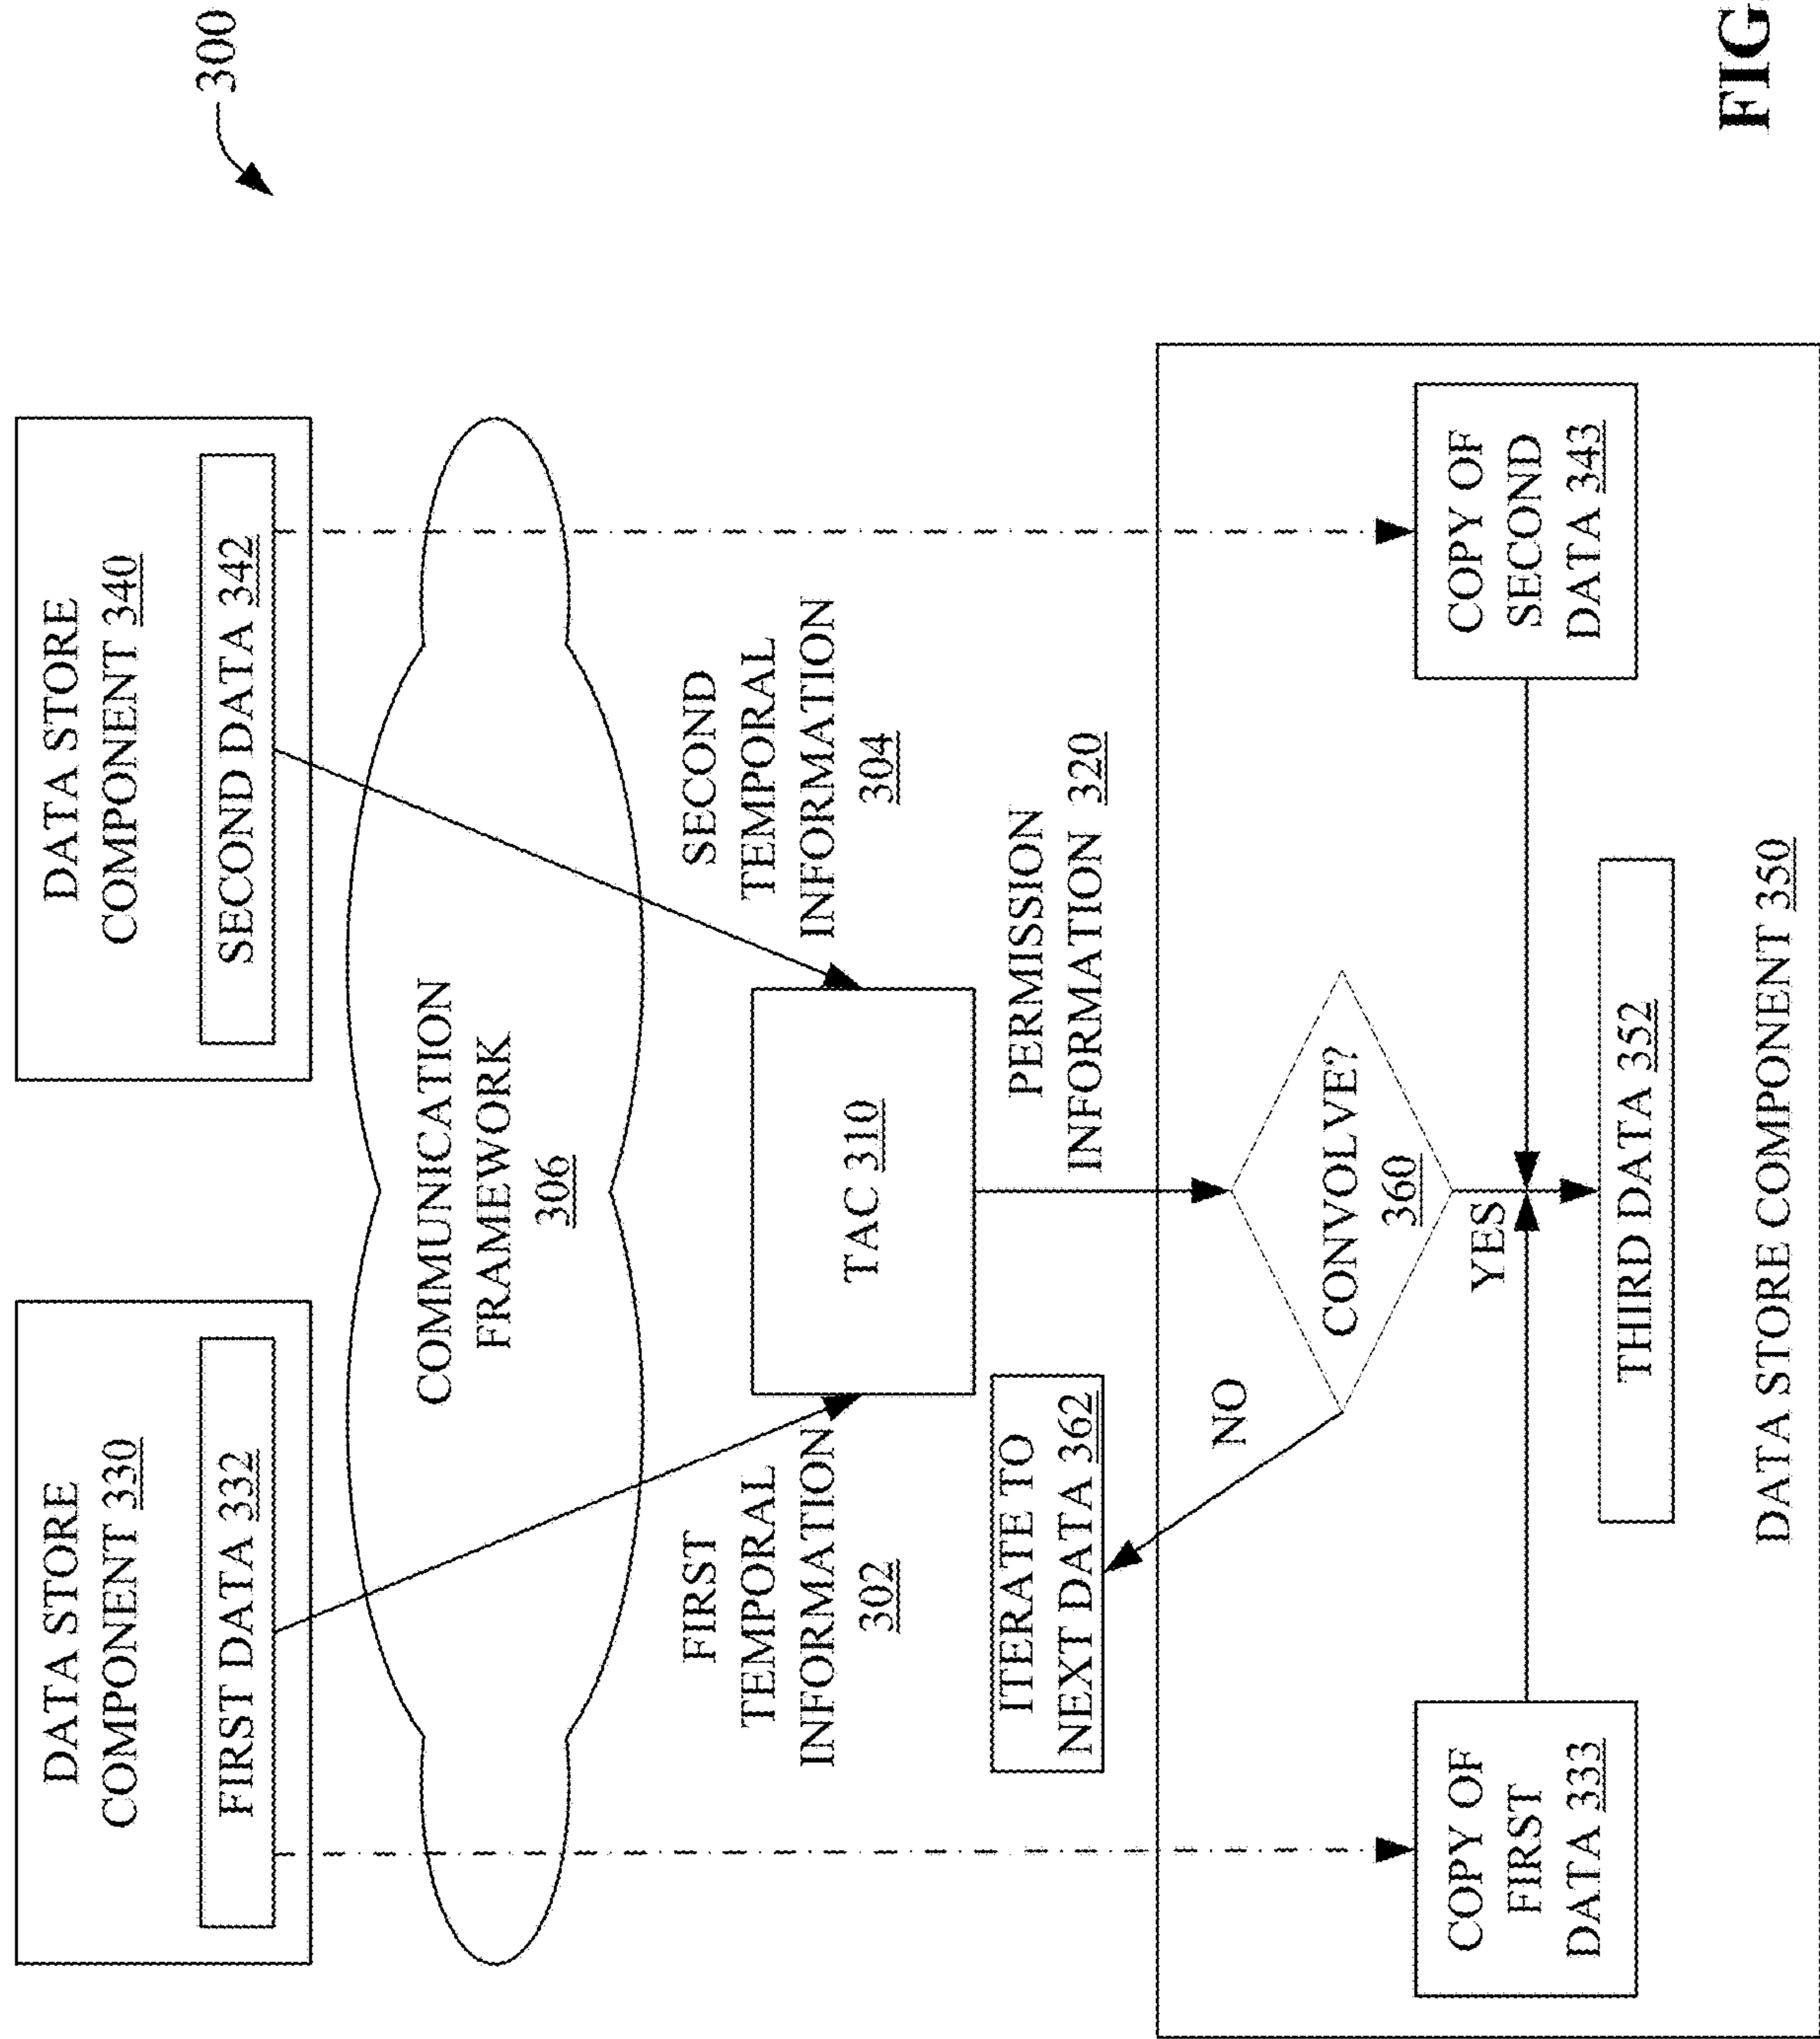 300
DATA STORE
COMPONENT 330
FIRST DATA 332
DATA STORE
COMPONENT 340
SECOND DATA 342
COMMUNICATION
FRAMEWORK
306
FIRST
TEMPORAL
INFORMATION
302
TAC 310
SECOND
TEMPORAL
INFORMATION
304
ITERATE TO
NEXT DATA 362
PERMISSION
INFORMATION 320
NO
CONVOLVE?
360
YES
COPY OF
FIRST
DATA 333
COPY OF
SECOND
DATA 343
THIRD DATA 352
DATA STORE COMPONENT 350
FIG.